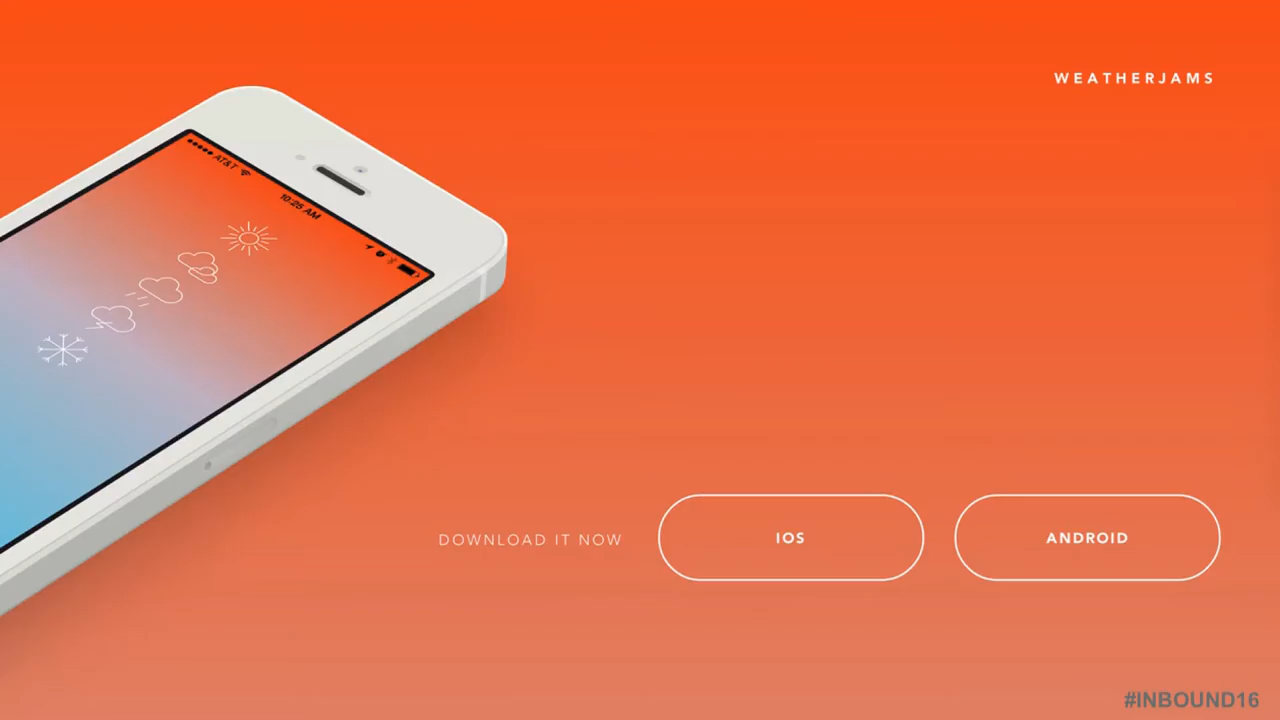 WEATHERJAMS
AT&T
10:25 AM
DOWNLOAD IT NOW
IOS
ANDROID
#INBOUND16